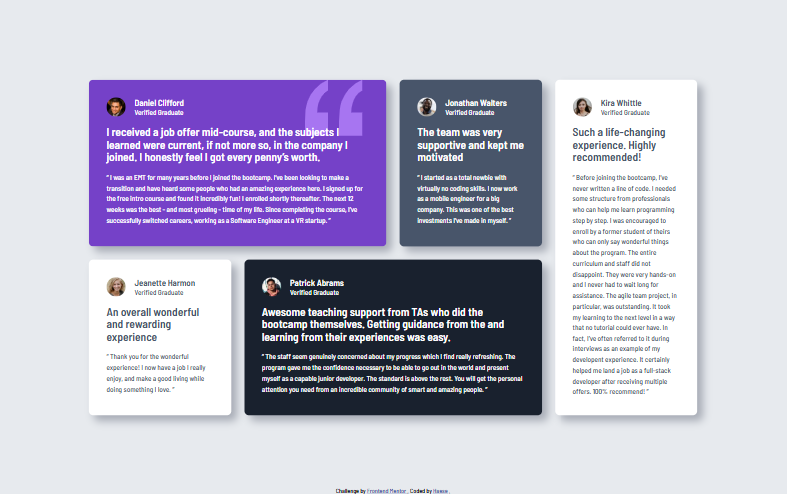 Daniel Clifford
Verified Graduate
I received a job offer mid-course, and the subjects I
learned were current, if not more so, in the company I
joined. I honestly feel I got every penny's worth.
“ I was an EMT for many years before I joined the bootcamp. I've been looking to make a
transition and have heard some people who had an amazing experience here. I signed up for
the free intro course and found it incredibly fun! I enrolled shortly thereafter. The next 12
weeks was the best - and most grueling - time of my life. Since completing the course, I've
successfully switched careers, working as a Software Engineer at a VR startup. ”
Jonathan Walters
Verified Graduate
The team was very
supportive and kept me
motivated
“ I started as a total newbie with
virtually no coding skills. I now work
as a mobile engineer for a big
company. This was one of the best
investments I've made in myself. ”
Kira Whittle
Verified Graduate
Such a life-changing
experience. Highly
recommended!
“ Before joining the bootcamp, I've
never written a line of code. I needed
some structure from professionals
who can help me learn programming
step by step. I was encouraged to
enroll by a former student of theirs
who can only say wonderful things
about the program. The entire
curriculum and staff did not
disappoint. They were very hands-on
and I never had to wait long for
assistance. The agile team project, in
particular, was outstanding. It took
my learning to the next level in a way
that no tutorial could ever have. In
fact, I've often referred to it during
interviews as an example of my
developent experience. It certainly
helped me land a job as a full-stack
developer after receiving multiple
offers. 100% recommend! ”
Jeanette Harmon
Verified Graduate
An overall wonderful
and rewarding
experience
“ Thank you for the wonderful
experience! I now have a job I really
enjoy, and make a good living while
doing something I love. ”
Patrick Abrams
Verified Graduate
Awesome teaching support from TAs who did the
bootcamp themselves. Getting guidance from the and
learning from their experiences was easy.
“ The staff seem genuinely concerned about my progress which I find really refreshing. The
program gave me the confidence necessary to be able to go out in the world and present
myself as a capable junior developer. The standard is above the rest. You will get the personal
attention you need from an incredible community of smart and amazing people. ”
Challenge by Frontend Mentor . Coded by